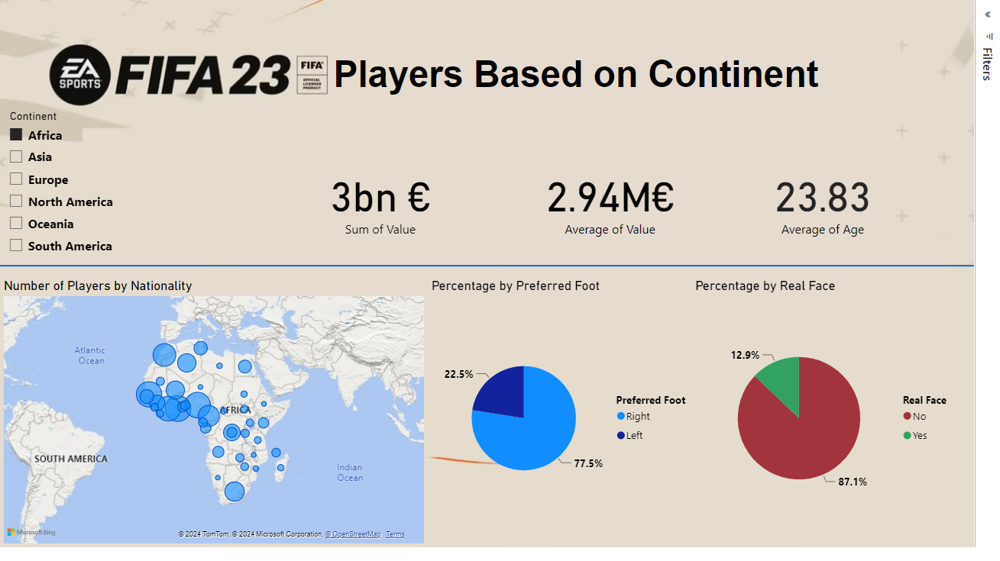 EA
SPORTS
FIFA 23
FIFA
OFFICIAL
LICENSED
PRODUCT
Players Based on Continent
Continent
Africa
Asia
Europe
North America
Oceania
South America
3bn €
Sum of Value
2.94M€
Average of Value
23.83
Average of Age
«
Filters
Number of Players by Nationality
Atlantic
Ocean
AFRICA
SOUTH AMERICA
Indian
Ocean
Microsoft Bing
© 2024 TomTom, © 2024 Microsoft Corporation, © OpenStreetMap Terms
Percentage by Preferred Foot
22.5%
77.5%
Preferred Foot
Right
Left
Percentage by Real Face
12.9%
87.1%
Real Face
No
Yes